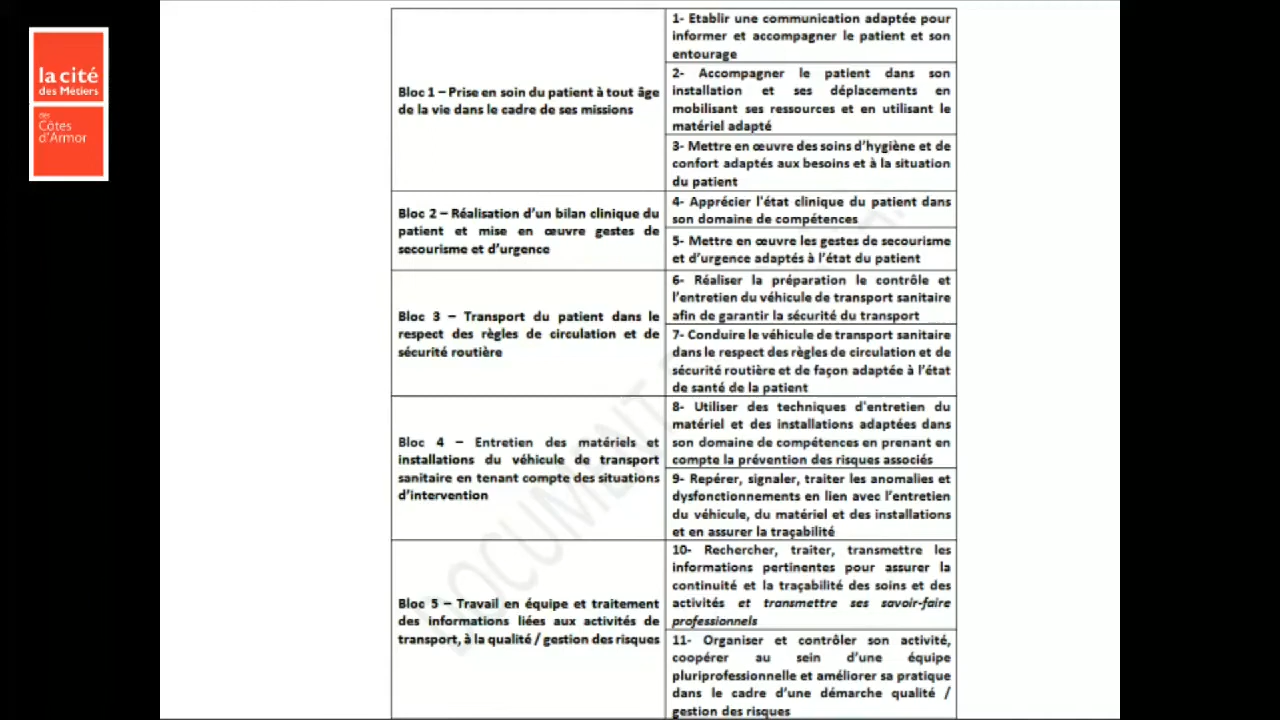 la cité
des Métiers
des
Côtes
d'Armor
Bloc 1 – Prise en soin du patient à tout âge
de la vie dans le cadre de ses missions
1- Etablir une communication adaptée pour
informer et accompagner le patient et son
entourage
2- Accompagner le patient dans son
installation et ses déplacements en
mobilisant ses ressources et en utilisant le
matériel adapté
3- Mettre en œuvre des soins d'hygiène et de
confort adaptés aux besoins et à la situation
du patient
Bloc 2 – Réalisation d'un bilan clinique du
patient et mise en œuvre gestes de
secourisme et d'urgence
4- Apprécier l'état clinique du patient dans
son domaine de compétences
5- Mettre en œuvre les gestes de secourisme
et d'urgence adaptés à l'état du patient
Bloc 3 – Transport du patient dans le
respect des règles de circulation et de
sécurité routière
6- Réaliser la préparation le contrôle et
l'entretien du véhicule de transport sanitaire
afin de garantir la sécurité du transport
7- Conduire le véhicule de transport sanitaire
dans le respect des règles de circulation et de
sécurité routière et de façon adaptée à l'état
de santé de la patient
Bloc 4 – Entretien des matériels et
installations du véhicule de transport
sanitaire en tenant compte des situations
d'intervention
8- Utiliser des techniques d'entretien du
matériel et des installations adaptées dans
son domaine de compétences en prenant en
compte la prévention des risques associés
9- Repérer, signaler, traiter les anomalies et
dysfonctionnements en lien avec l'entretien
du véhicule, du matériel et des installations
et en assurer la traçabilité
Bloc 5 – Travail en équipe et traitement
des informations liées aux activités de
transport, à la qualité / gestion des risques
10- Rechercher, traiter, transmettre les
informations pertinentes pour assurer la
continuité et la traçabilité des soins et des
activités et transmettre ses savoir-faire
professionnels
11- Organiser et contrôler son activité,
coopérer au sein d'une équipe
pluriprofessionnelle et améliorer sa pratique
dans le cadre d'une démarche qualité /
gestion des risques
DOCUMENT